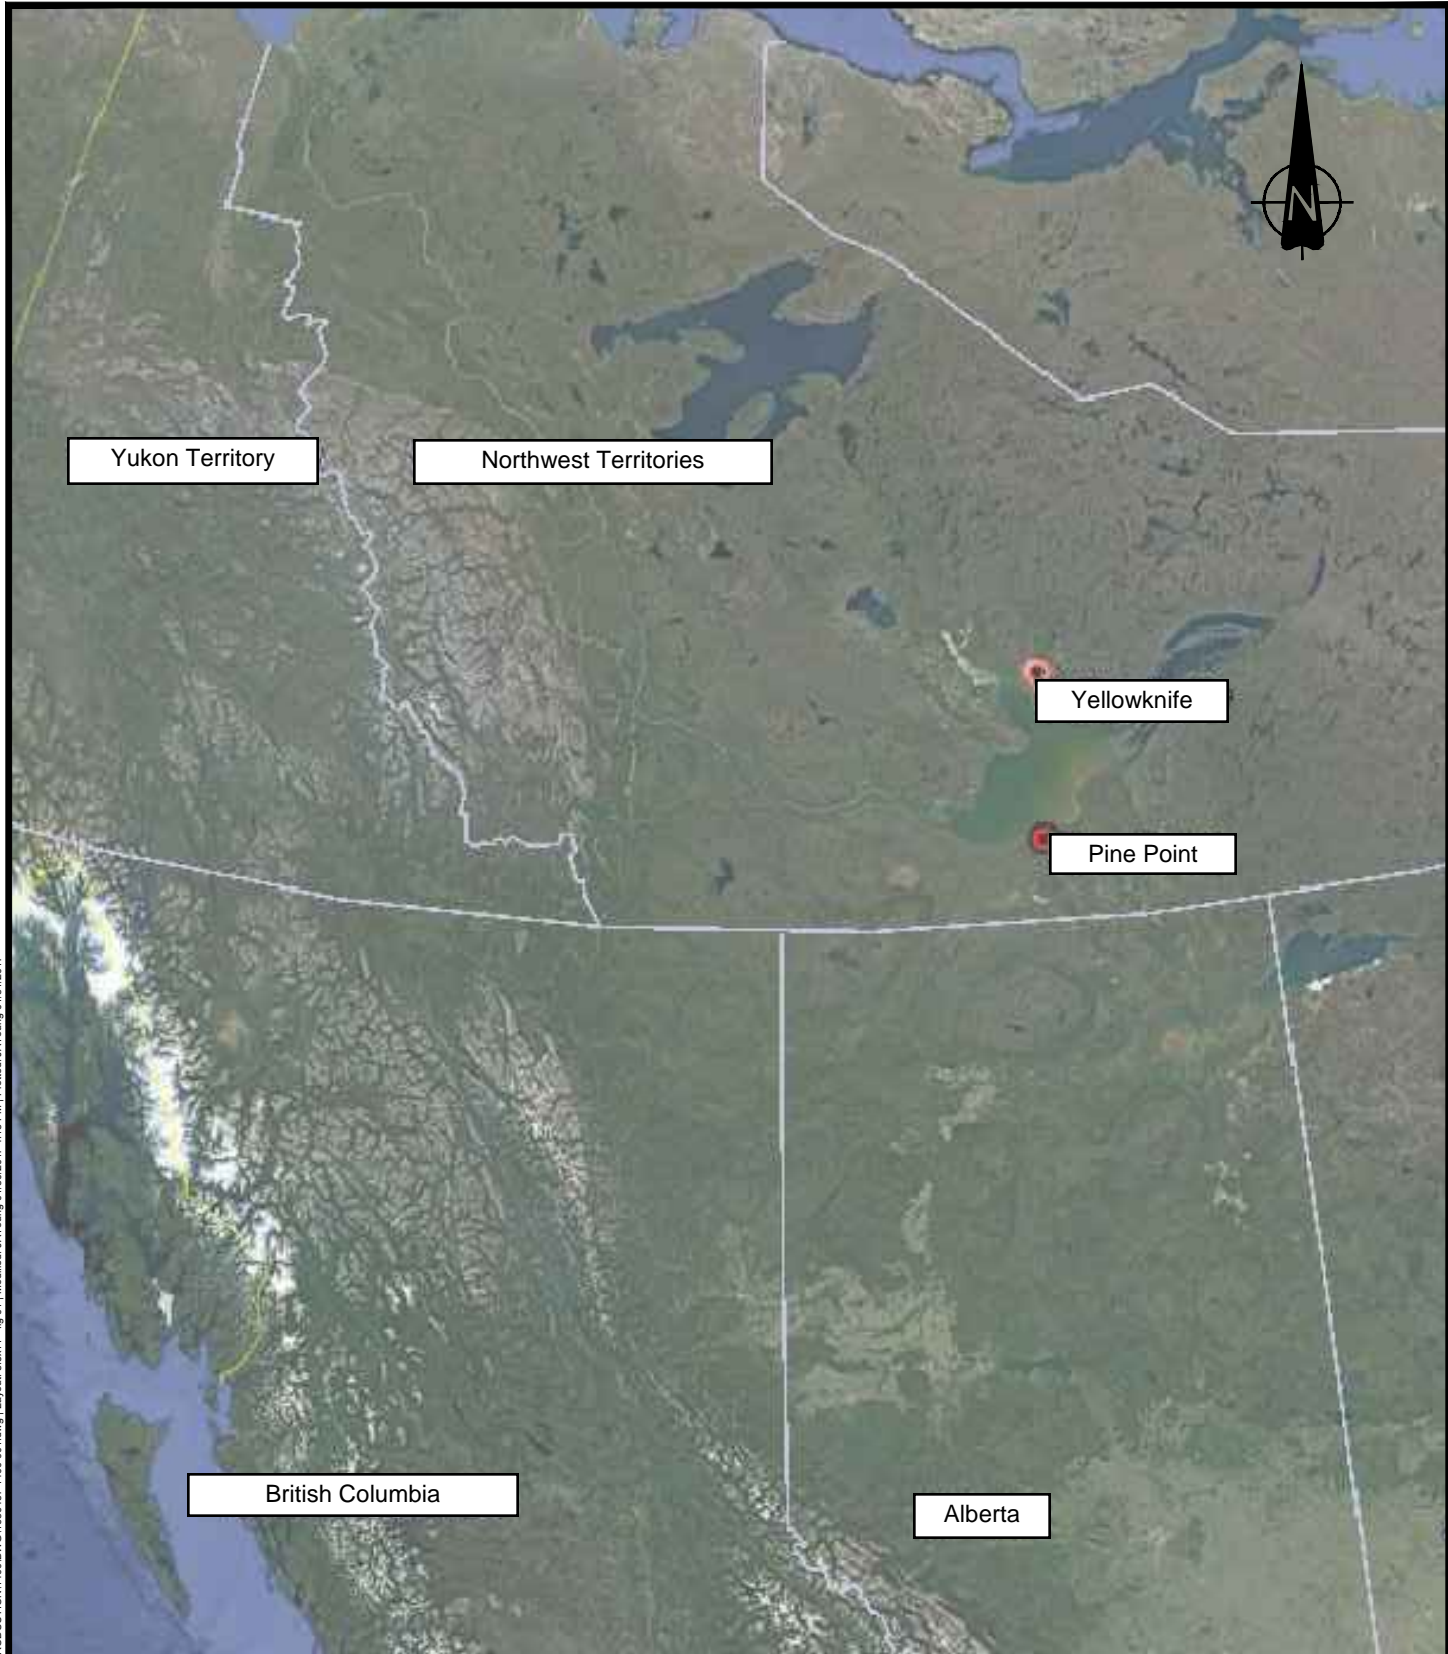 N
Yukon Territory
Northwest Territories
Yellowknife
Pine Point
British Columbia
Alberta